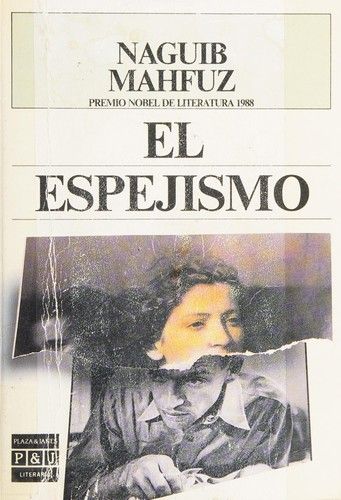 NAGUIB
MAHFUZ
PREMIO NOBEL DE LITERATURA 1988
EL
ESPEJISMO
PLAZA & JANES
P&J
LITERARIA